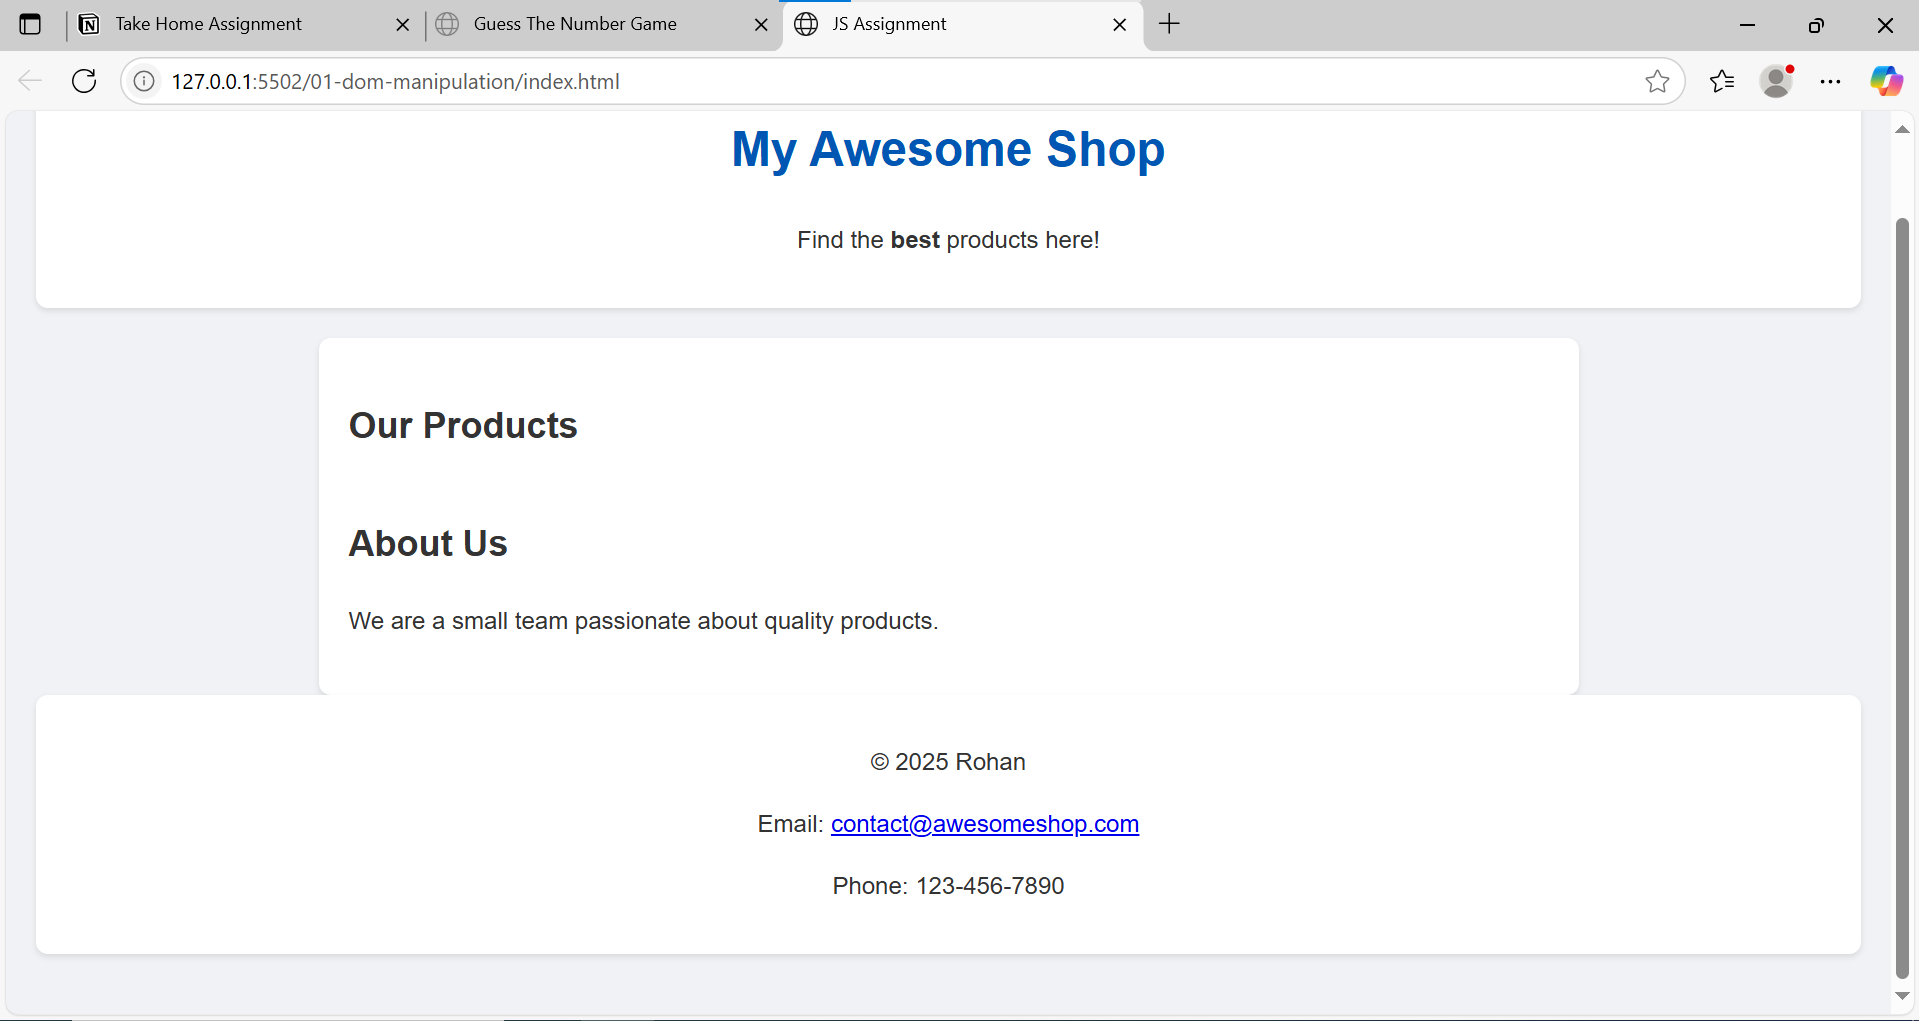 Take Home Assignment
Guess The Number Game
JS Assignment
127.0.0.1:5502/01-dom-manipulation/index.html
My Awesome Shop
Find the best products here!
Our Products
About Us
We are a small team passionate about quality products.
© 2025 Rohan
Email: contact@awesomeshop.com
Phone: 123-456-7890